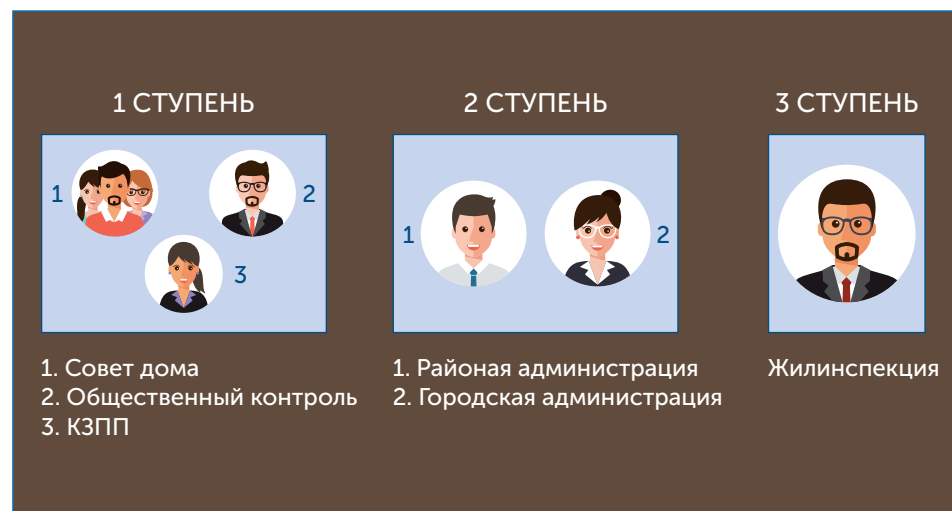 1 СТУПЕНЬ
1
2
3
1. Совет дома
2. Общественный контроль
3. КЗПП
2 СТУПЕНЬ
1
2
1. Районая администрация
2. Городская администрация
3 СТУПЕНЬ
Жилинспекция